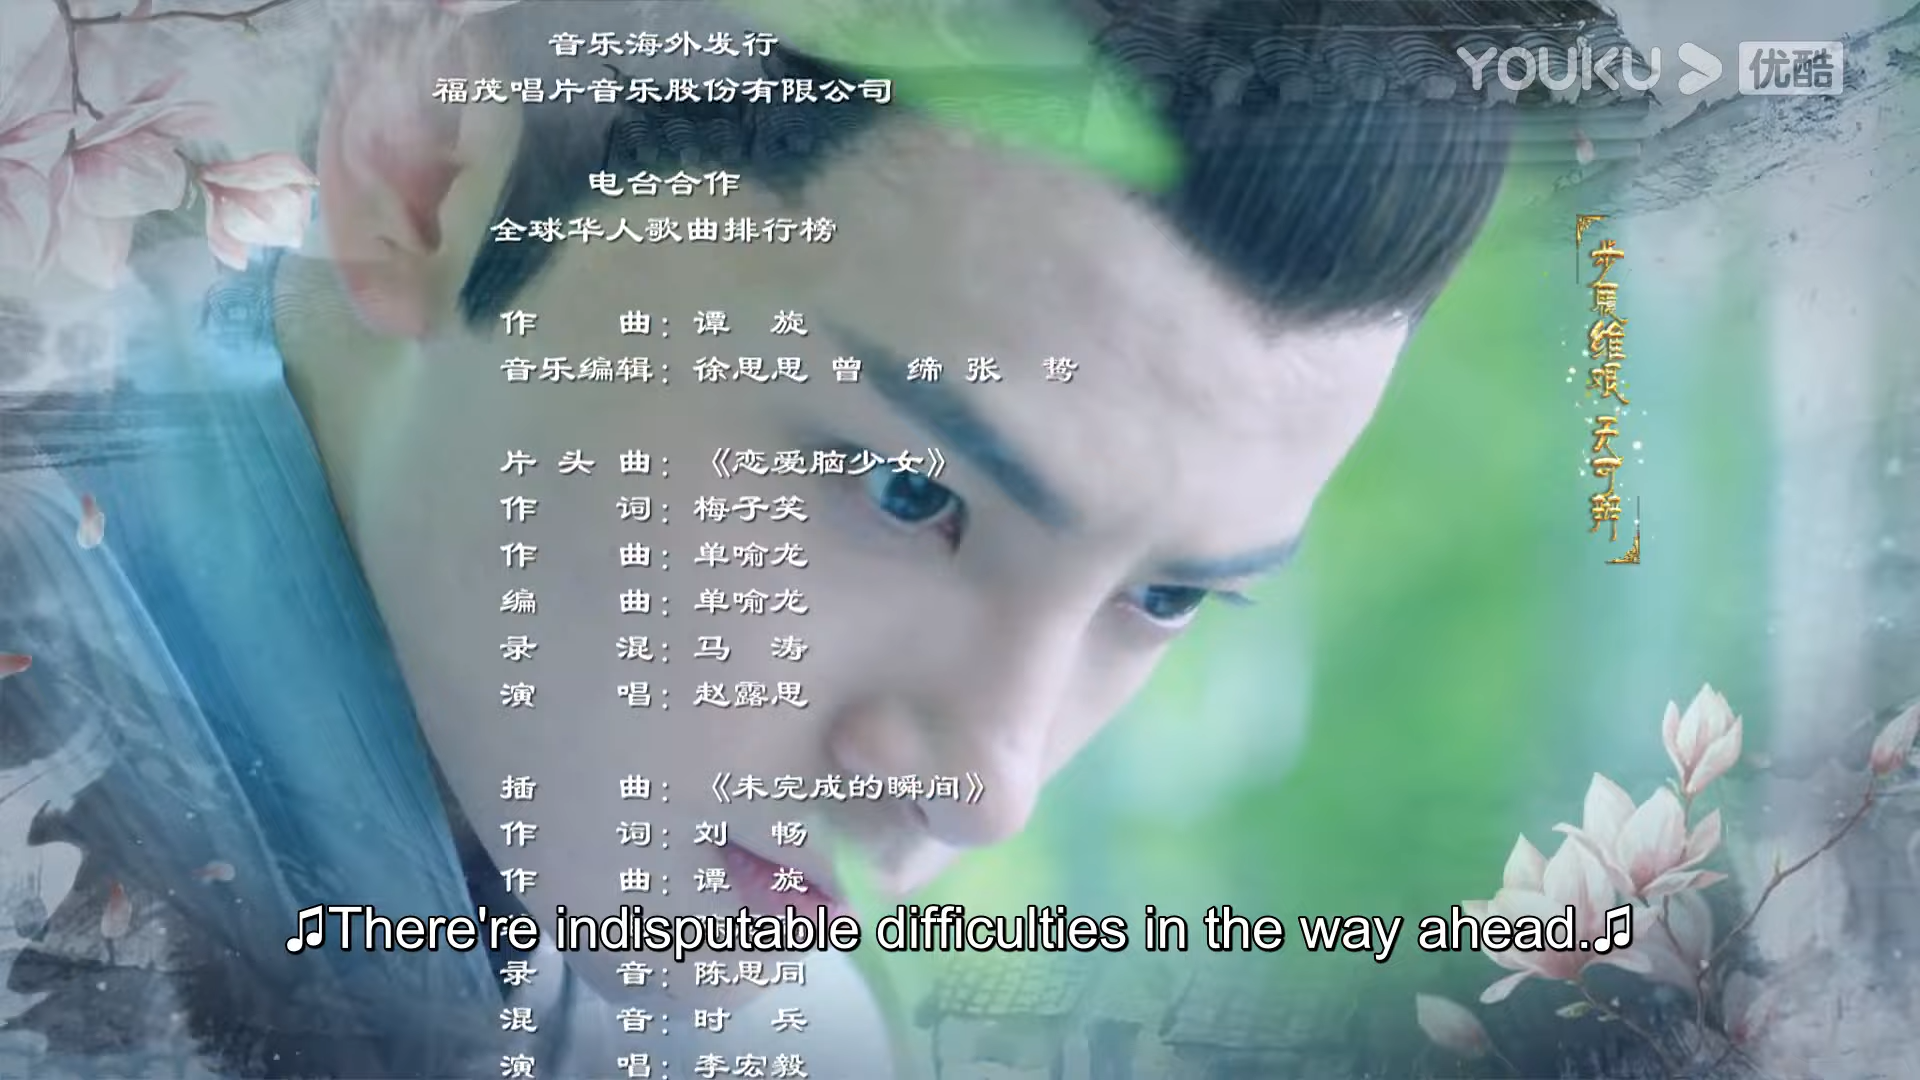 音乐海外发行
福茂唱片音乐股份有限公司
YOUKU 优酷
电台合作
全球华人歌曲排行榜
作 曲：谭 旋
音乐编辑：徐思思 曾 缔 张 鸷
片头曲：《恋爱脑少女》
作 词：梅子笑
作 曲：单喻龙
编 曲：单喻龙
录 混：马 涛
演 唱：赵露思
步履维艰 无可辩
插 曲：《未完成的瞬间》
作 词：刘 畅
作 曲：谭 旋
♫There're indisputable difficulties in the way ahead.♫
录 音：陈思同
混 音：时 兵
演 唱：李宏毅